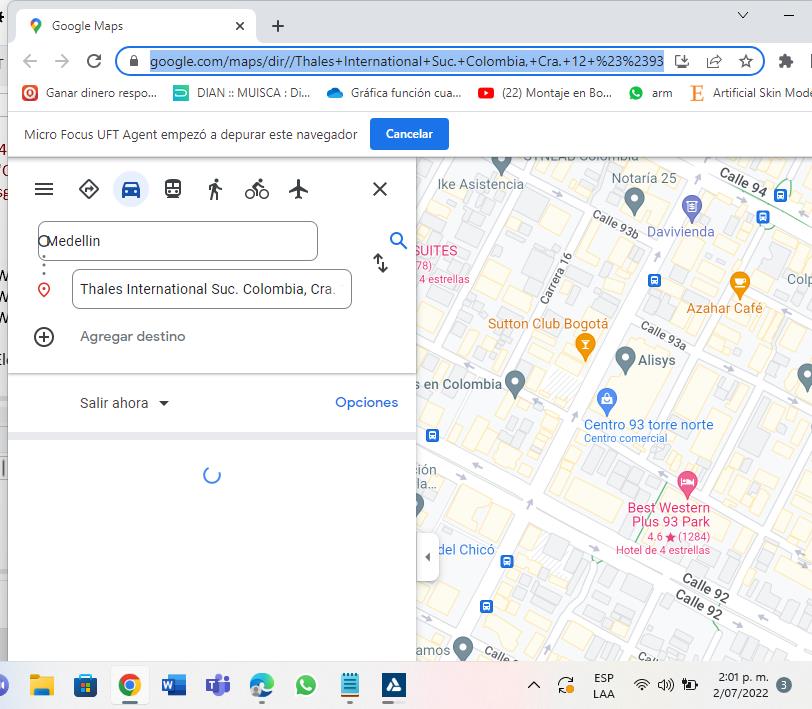 Google Maps
google.com/maps/dir//Thales+International+Suc.+Colombia,+Cra.+12+%23%2393
Ganar dinero respo...
DIAN :: MUISCA : Di...
Gráfica función cua...
(22) Montaje en Bo...
arm
Artificial Skin Mode
Micro Focus UFT Agent empezó a depurar este navegador
Cancelar
Medellin
Thales International Suc. Colombia, Cra.
Agregar destino
Salir ahora
Opciones
Ike Asistencia
Notaría 25
Calle 94
Calle 93b
Davivienda
SUITES
78)
4 estrellas
Carrera 16
Azahar Café
Sutton Club Bogotá
Calle 93a
Alisys
s en Colombia
Centro 93 torre norte
Centro comercial
ción
la...
Best Western
Plus 93 Park
4.6 ★ (1284)
Hotel de 4 estrellas
del Chicó
Calle 92
Calle 92
amos
Calle
ESP
LAA
2:01 p. m.
2/07/2022
3